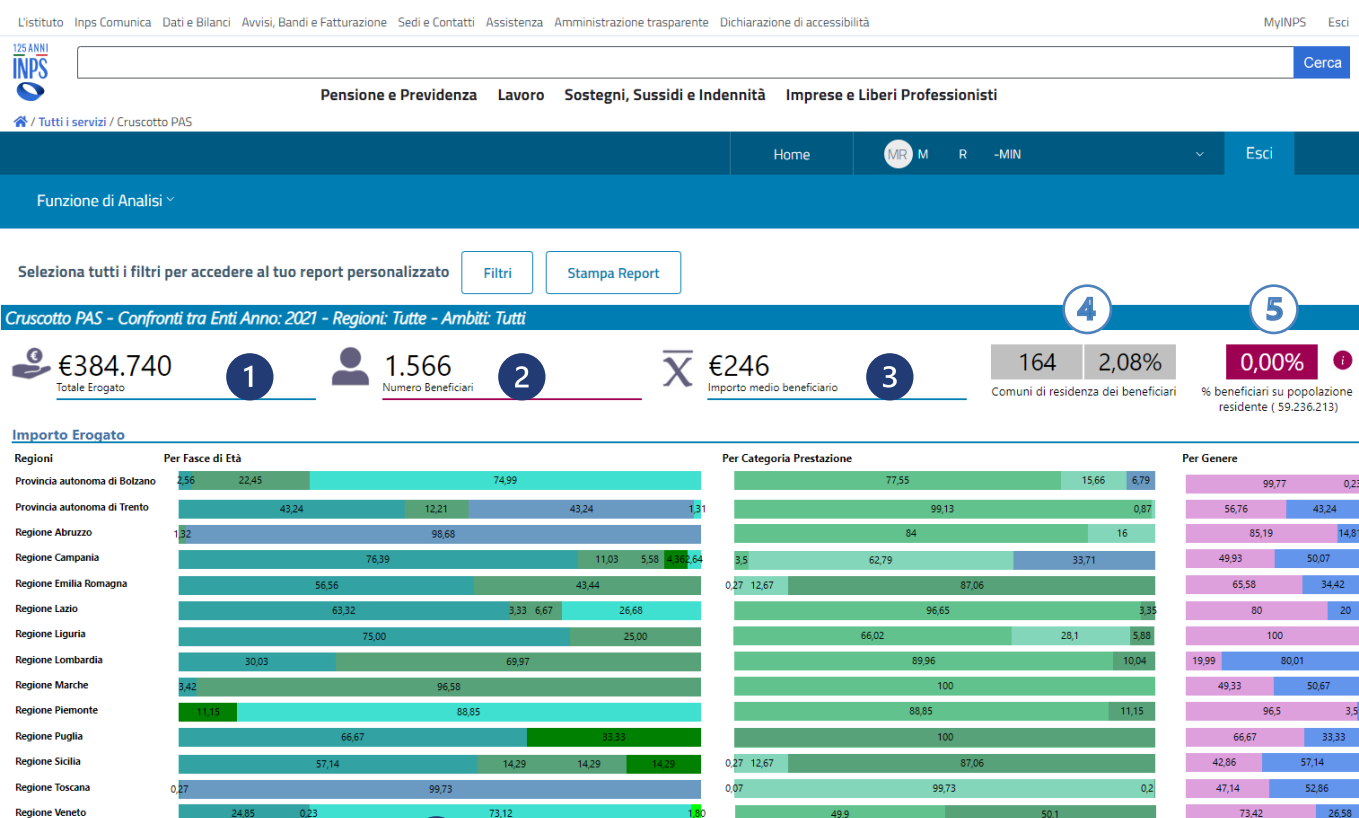 L'istituto Inps Comunica Dati e Bilanci Avvisi, Bandi e Fatturazione Sedi e Contatti Assistenza Amministrazione trasparente Dichiarazione di accessibilità MyINPS Esci
125 ANNI
INPS
Cerca
Pensione e Previdenza Lavoro Sostegni, Sussidi e Indennità Imprese e Liberi Professionisti
/ Tutti i servizi / Cruscotto PAS
Home MR M R -MIN Esci
Funzione di Analisi
Seleziona tutti i filtri per accedere al tuo report personalizzato Filtri Stampa Report
Cruscotto PAS - Confronti tra Enti Anno: 2021 - Regioni: Tutte - Ambiti: Tutti 4 5
€384.740 1 1.566 2 €246 3 164 2,08% 0,00% i
Totale Erogato Numero Beneficiari Importo medio beneficiario Comuni di residenza dei beneficiari % beneficiari su popolazione
residente ( 59.236.213)
Importo Erogato
Regioni Per Fasce di Età Per Categoria Prestazione Per Genere
Provincia autonoma di Bolzano 2,56 22,45 74,99 77,55 15,66 6,79 99,77 0,23
Provincia autonoma di Trento 43,24 12,21 43,24 1,31 99,13 0,87 56,76 43,24
Regione Abruzzo 1,32 98,68 84 16 85,19 14,81
Regione Campania 76,39 11,03 5,58 4,36 2,64 3,5 62,79 33,71 49,93 50,07
Regione Emilia Romagna 56,56 43,44 0,27 12,67 87,06 65,58 34,42
Regione Lazio 63,32 3,33 6,67 26,68 96,65 3,35 80 20
Regione Liguria 75,00 25,00 66,02 28,1 5,88 100
Regione Lombardia 30,03 69,97 89,96 10,04 19,99 80,01
Regione Marche 3,42 96,58 100 49,33 50,67
Regione Piemonte 11,15 88,85 88,85 11,15 96,5 3,5
Regione Puglia 66,67 33,33 100 66,67 33,33
Regione Sicilia 57,14 14,29 14,29 14,29 0,27 12,67 87,06 42,86 57,14
Regione Toscana 0,27 99,73 0,07 99,73 0,2 47,14 52,86
Regione Veneto 24,85 0,23 73,12 1,80 49,9 50,1 73,42 26,58